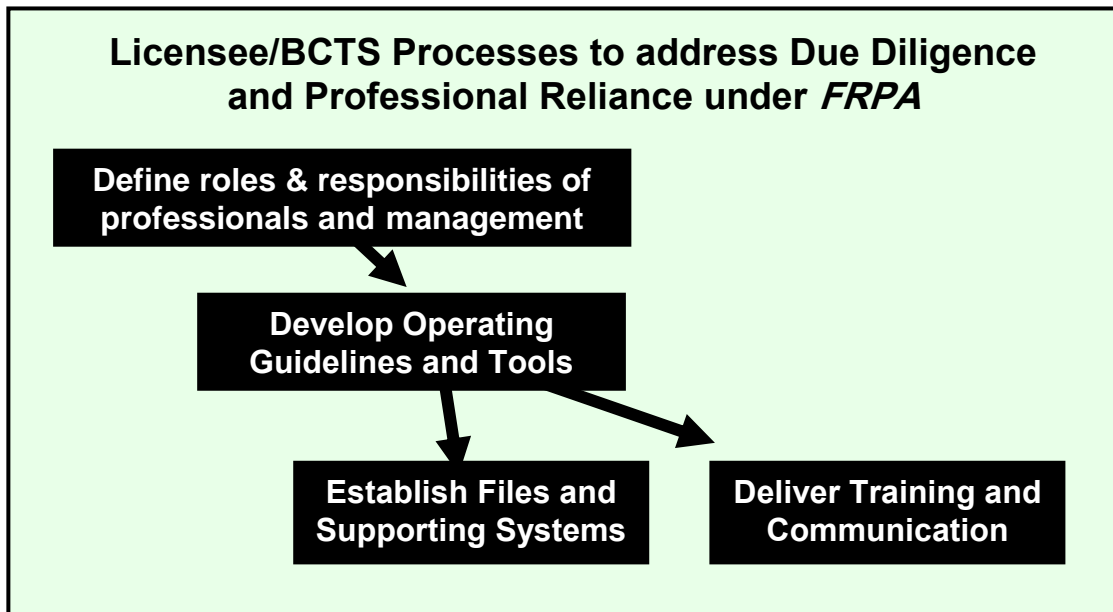 Licensee/BCTS Processes to address Due Diligence
and Professional Reliance under FRPA
Define roles & responsibilities of
professionals and management
Develop Operating
Guidelines and Tools
Establish Files and
Supporting Systems
Deliver Training and
Communication